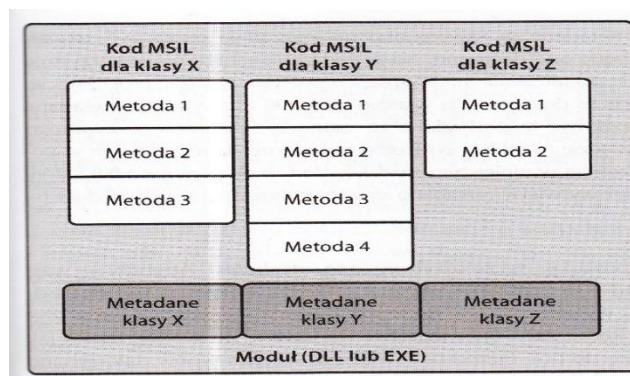 Kod MSIL
dla klasy X
Metoda 1
Metoda 2
Metoda 3
Kod MSIL
dla klasy Y
Metoda 1
Metoda 2
Metoda 3
Metoda 4
Kod MSIL
dla klasy Z
Metoda 1
Metoda 2
Metadane
klasy X
Metadane
klasy Y
Metadane
klasy Z
Moduł (DLL lub EXE)